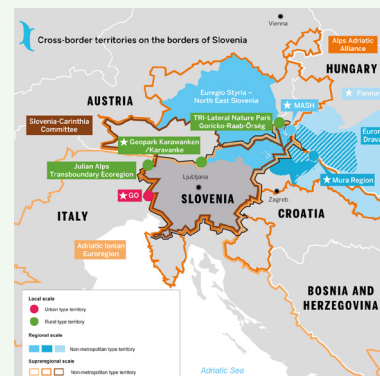 Vienna
Cross-border territories on the borders of Slovenia
Alps Adriatic
Alliance
HUNGARY
Euregio Styria –
North East Slovenia
★ MASH
AUSTRIA
TRI-Lateral Nature Park
Goricko-Raab-Örség
Slovenia-Carinthia
Committee
★ Geopark Karawanken
/Karavanke
Julian Alps
Transboundary Ecoregion
Ljubljana
★ Mura Region
★ GO
SLOVENIA
Zagreb
CROATIA
ITALY
Adriatic Ionian
Euroregion
BOSNIA AND
HERZEGOVINA
Local scale
Urban type territory
Rural type territory
Regional scale
Non-metropolitan type territory
Supraregional scale
Non-metropolitan type territory
Adriatic Sea